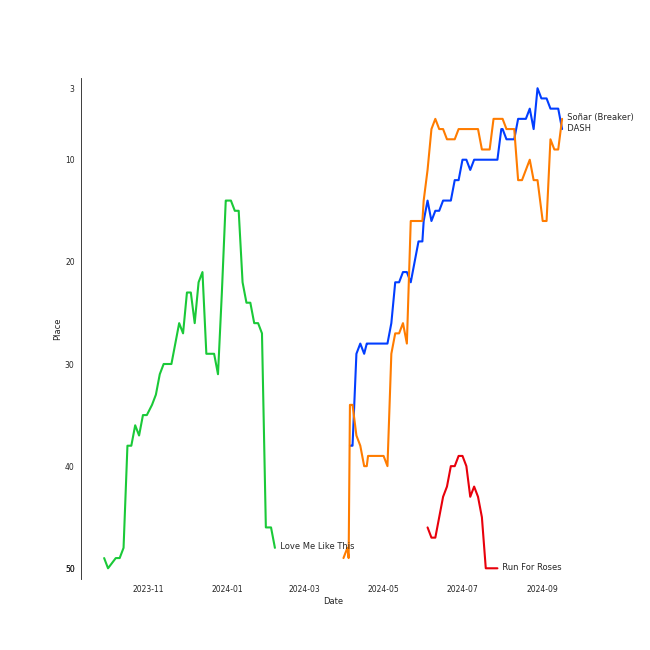 3
Soñar (Breaker)
DASH
10
20
30
Place
40
Love Me Like This
50
Run For Roses
2023-11
2024-01
2024-03
2024-05
2024-07
2024-09
Date